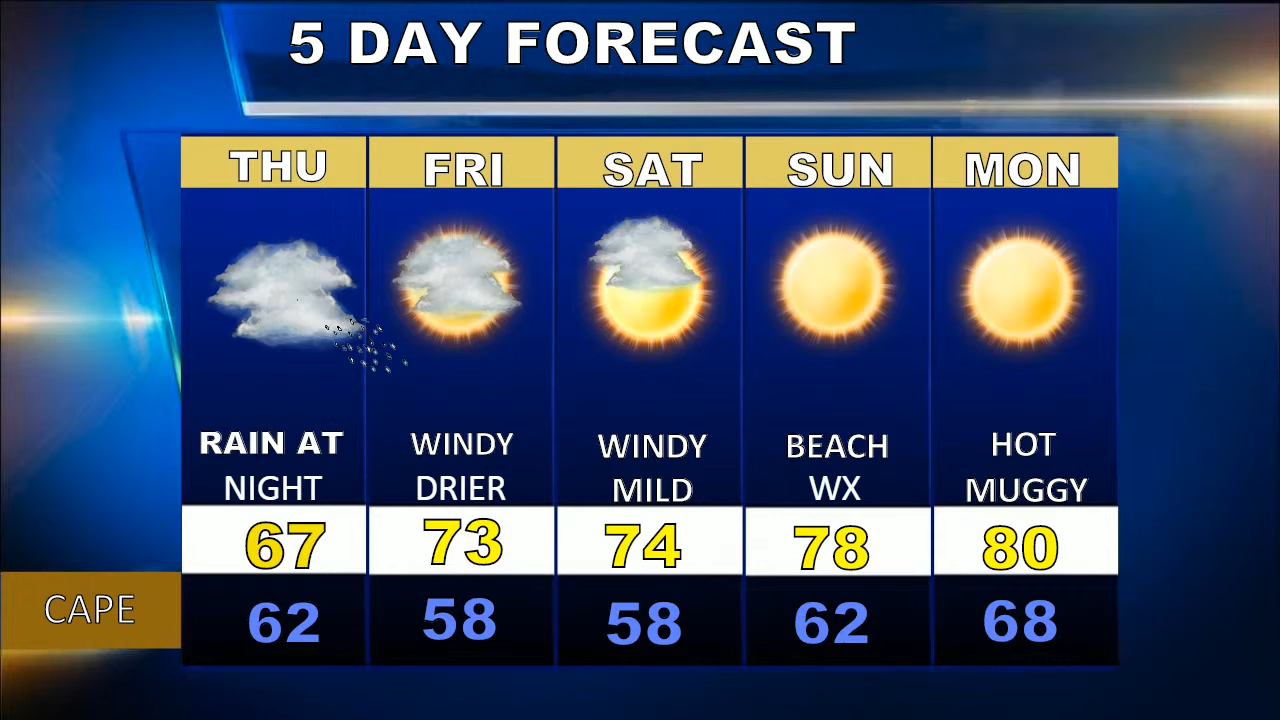 5 DAY FORECAST
THU FRI SAT SUN MON
RAIN AT WINDY WINDY BEACH HOT
NIGHT DRIER MILD WX MUGGY
67 73 74 78 80
CAPE 62 58 58 62 68